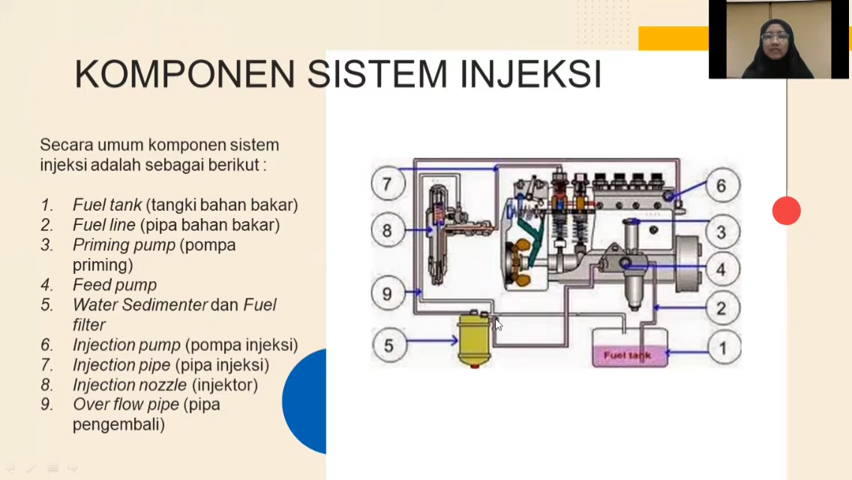 KOMPONEN SISTEM INJEKSI
Secara umum komponen sistem
injeksi adalah sebagai berikut :
1. Fuel tank (tangki bahan bakar)
2. Fuel line (pipa bahan bakar)
3. Priming pump (pompa
priming)
4. Feed pump
5. Water Sedimenter dan Fuel
filter
6. Injection pump (pompa injeksi)
7. Injection pipe (pipa injeksi)
8. Injection nozzle (injektor)
9. Over flow pipe (pipa
pengembali)
7
8
9
5
6
3
4
2
1
Fuel tank